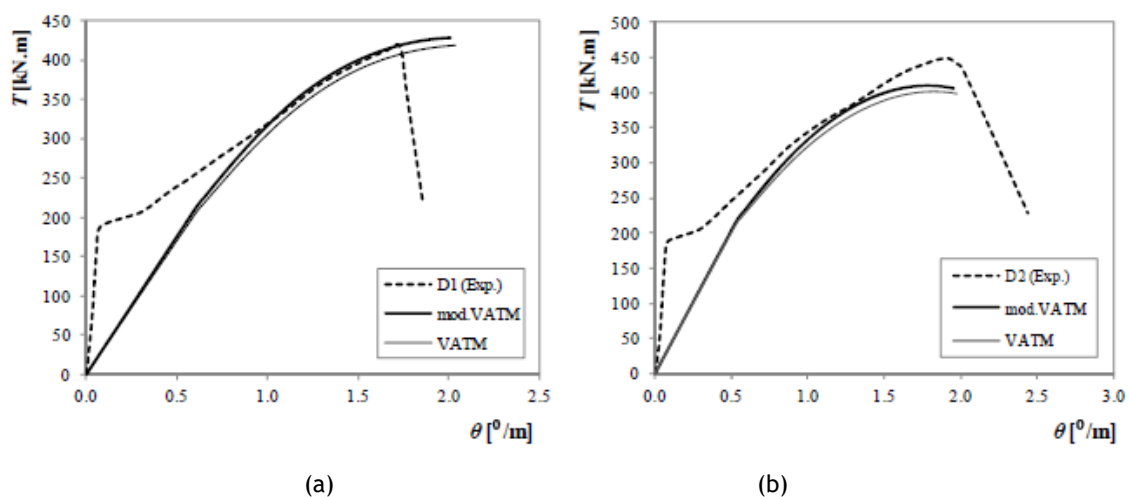 450
400
350
300
250
200
150
100
50
0
T [kN.m]
D1 (Exp.)
mod.VATM
VATM
0.0 0.5 1.0 1.5 2.0 2.5
θ [⁰/m]
(a)
500
450
400
350
300
250
200
150
100
50
0
T [kN.m]
D2 (Exp.)
mod.VATM
VATM
0.0 0.5 1.0 1.5 2.0 2.5 3.0
θ [⁰/m]
(b)